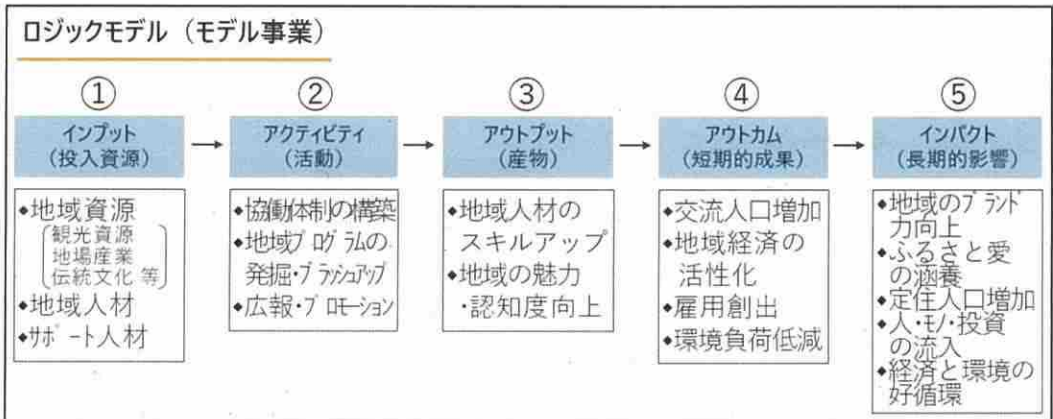 ロジックモデル（モデル事業）
①
インプット
（投入資源）
◆地域資源
観光資源
地場産業
伝統文化 等
◆地域人材
◆サポート人材
②
アクティビティ
（活動）
◆協働体制の構築
◆地域プログラムの
発掘・ブラッシュアップ
◆広報・プロモーション
③
アウトプット
（産物）
◆地域人材の
スキルアップ
◆地域の魅力
・認知度向上
④
アウトカム
（短期的成果）
◆交流人口増加
◆地域経済の
活性化
◆雇用創出
◆環境負荷低減
⑤
インパクト
（長期的影響）
◆地域のブランド
力向上
◆ふるさと愛
の涵養
◆定住人口増加
◆人・モノ・投資
の流入
◆経済と環境の
好循環